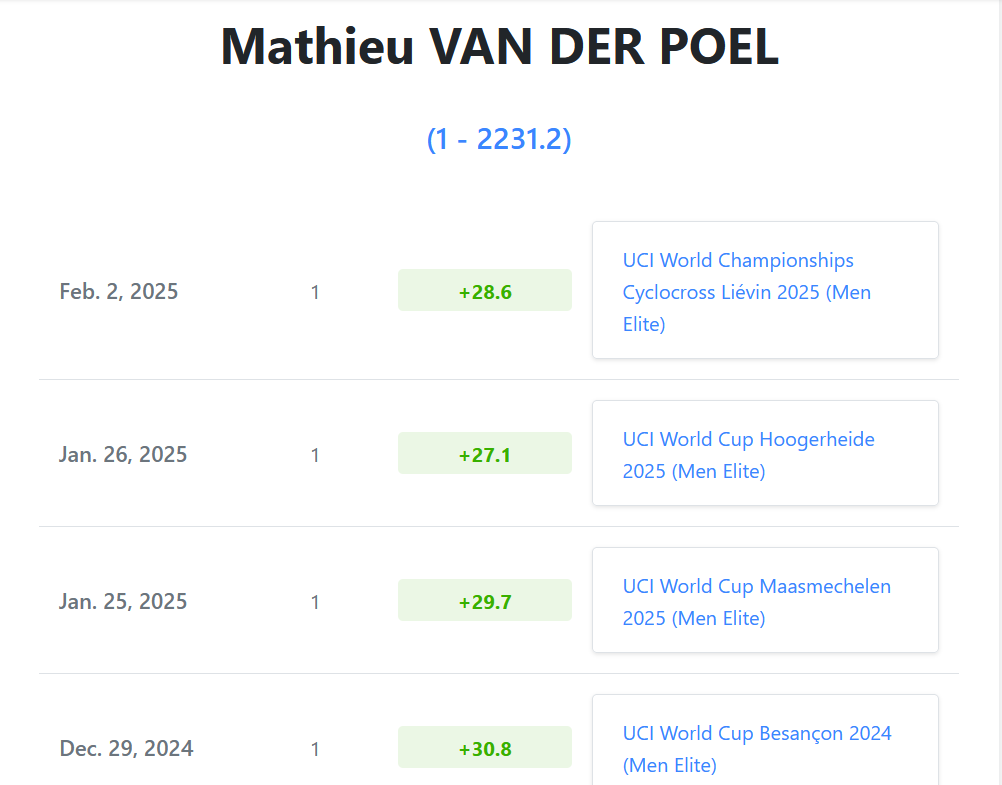 Mathieu VAN DER POEL
(1 - 2231.2)
Feb. 2, 2025
1
+28.6
UCI World Championships
Cyclocross Liévin 2025 (Men
Elite)
Jan. 26, 2025
1
+27.1
UCI World Cup Hoogerheide
2025 (Men Elite)
Jan. 25, 2025
1
+29.7
UCI World Cup Maasmechelen
2025 (Men Elite)
Dec. 29, 2024
1
+30.8
UCI World Cup Besançon 2024
(Men Elite)